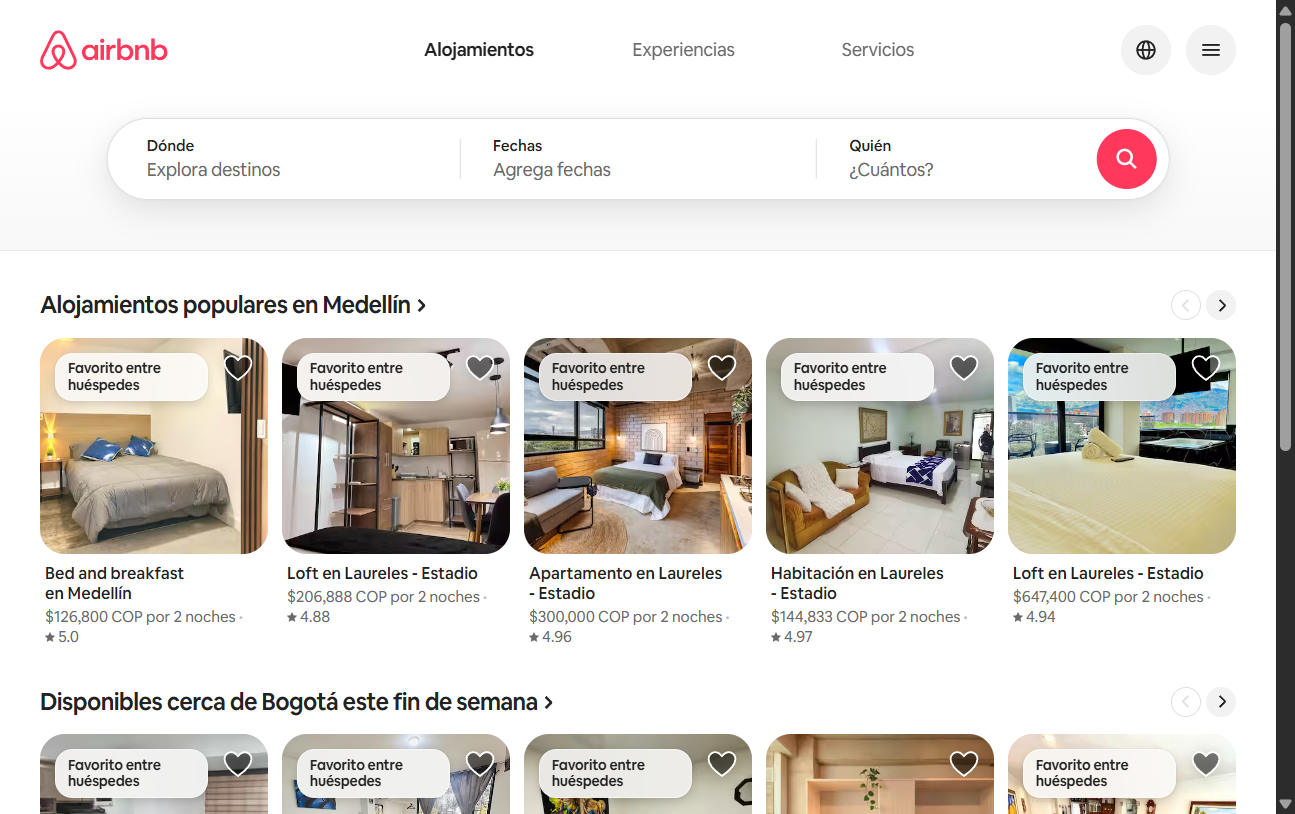 airbnb
Alojamientos
Experiencias
Servicios
Dónde
Explora destinos
Fechas
Agrega fechas
Quién
¿Cuántos?
Alojamientos populares en Medellín
Favorito entre
huéspedes
Favorito entre
huéspedes
Favorito entre
huéspedes
Favorito entre
huéspedes
Favorito entre
huéspedes
Bed and breakfast
en Medellín
$126,800 COP por 2 noches ·
★ 5.0
Loft en Laureles - Estadio
$206,888 COP por 2 noches ·
★ 4.88
Apartamento en Laureles
- Estadio
$300,000 COP por 2 noches ·
★ 4.96
Habitación en Laureles
- Estadio
$144,833 COP por 2 noches ·
★ 4.97
Loft en Laureles - Estadio
$647,400 COP por 2 noches ·
★ 4.94
Disponibles cerca de Bogotá este fin de semana
Favorito entre
huéspedes
Favorito entre
huéspedes
Favorito entre
huéspedes
Favorito entre
huéspedes